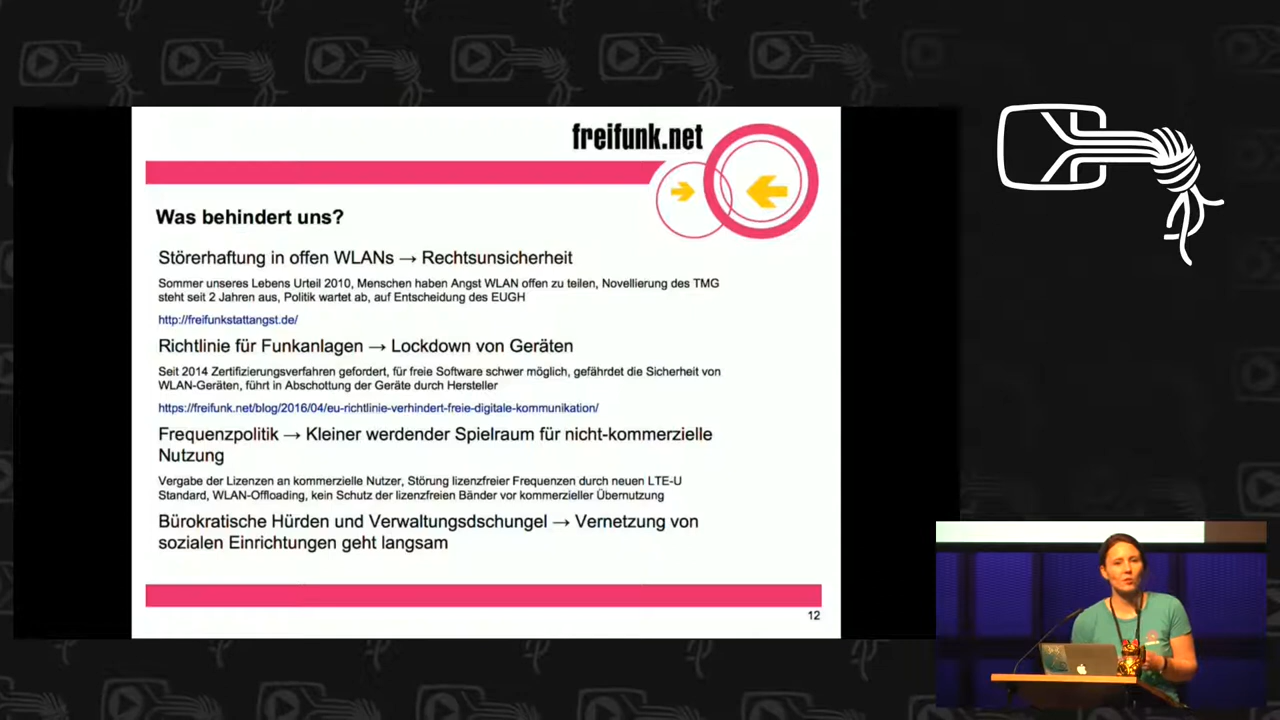 freifunk.net
Was behindert uns?
Störerhaftung in offen WLANs → Rechtsunsicherheit
Sommer unseres Lebens Urteil 2010, Menschen haben Angst WLAN offen zu teilen, Novellierung des TMG
steht seit 2 Jahren aus, Politik wartet ab, auf Entscheidung des EUGH
http://freifunkstattangst.de/
Richtlinie für Funkanlagen → Lockdown von Geräten
Seit 2014 Zertifizierungsverfahren gefordert, für freie Software schwer möglich, gefährdet die Sicherheit von
WLAN-Geräten, führt in Abschottung der Geräte durch Hersteller
https://freifunk.net/blog/2016/04/eu-richtlinie-verhindert-freie-digitale-kommunikation/
Frequenzpolitik → Kleiner werdender Spielraum für nicht-kommerzielle
Nutzung
Vergabe der Lizenzen an kommerzielle Nutzer, Störung lizenzfreier Frequenzen durch neuen LTE-U
Standard, WLAN-Offloading, kein Schutz der lizenzfreien Bänder vor kommerzieller Übernutzung
Bürokratische Hürden und Verwaltungsdschungel → Vernetzung von
sozialen Einrichtungen geht langsam
12